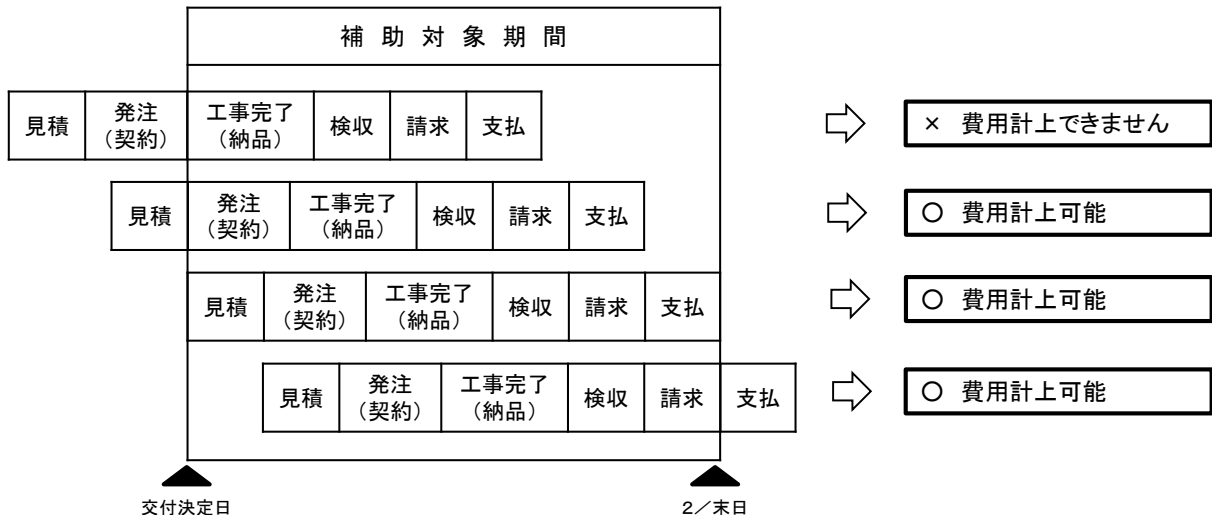 補助対象期間
見積
発注
（契約）
工事完了
（納品）
検収
請求
支払
× 費用計上できません
見積
発注
（契約）
工事完了
（納品）
検収
請求
支払
○ 費用計上可能
見積
発注
（契約）
工事完了
（納品）
検収
請求
支払
○ 費用計上可能
見積
発注
（契約）
工事完了
（納品）
検収
請求
支払
○ 費用計上可能
交付決定日
2／末日